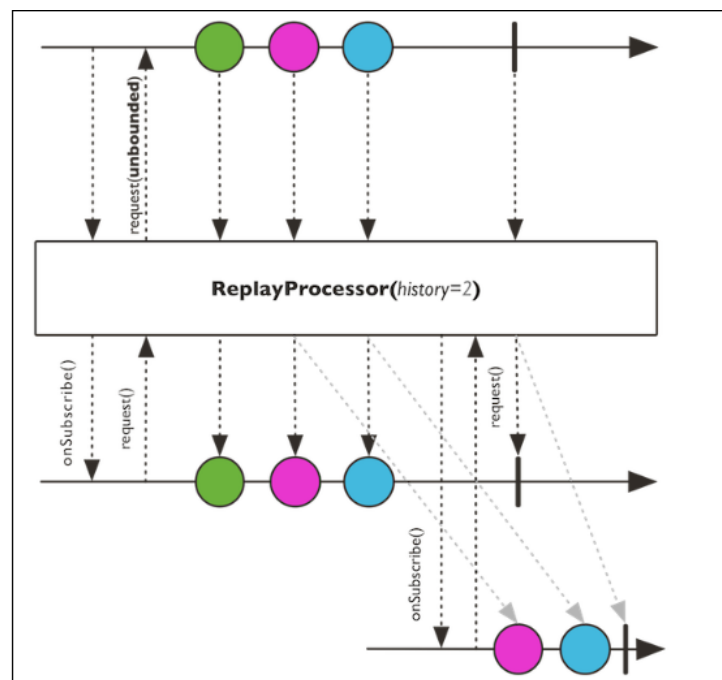 request(unbounded)
ReplayProcessor(history=2)
onSubscribe()
request()
request()
onSubscribe()